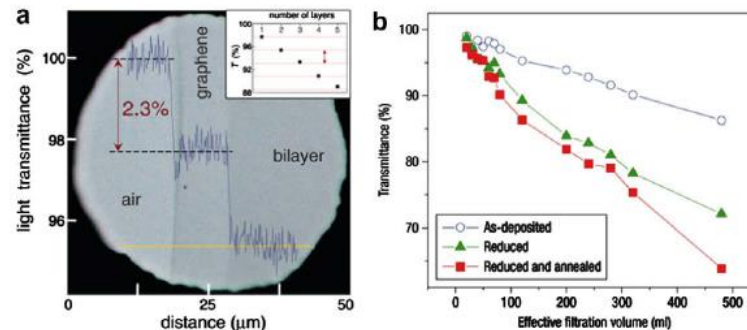 a
number of layers
1 2 3 4 5
100
96
92
88
T (%)
100
98
96
light transmittance (%)
2.3%
graphene
air
bilayer
0
25
50
distance (µm)
b
100
90
80
70
Transmittance (%)
As-deposited
Reduced
Reduced and annealed
0 100 200 300 400 500
Effective filtration volume (ml)